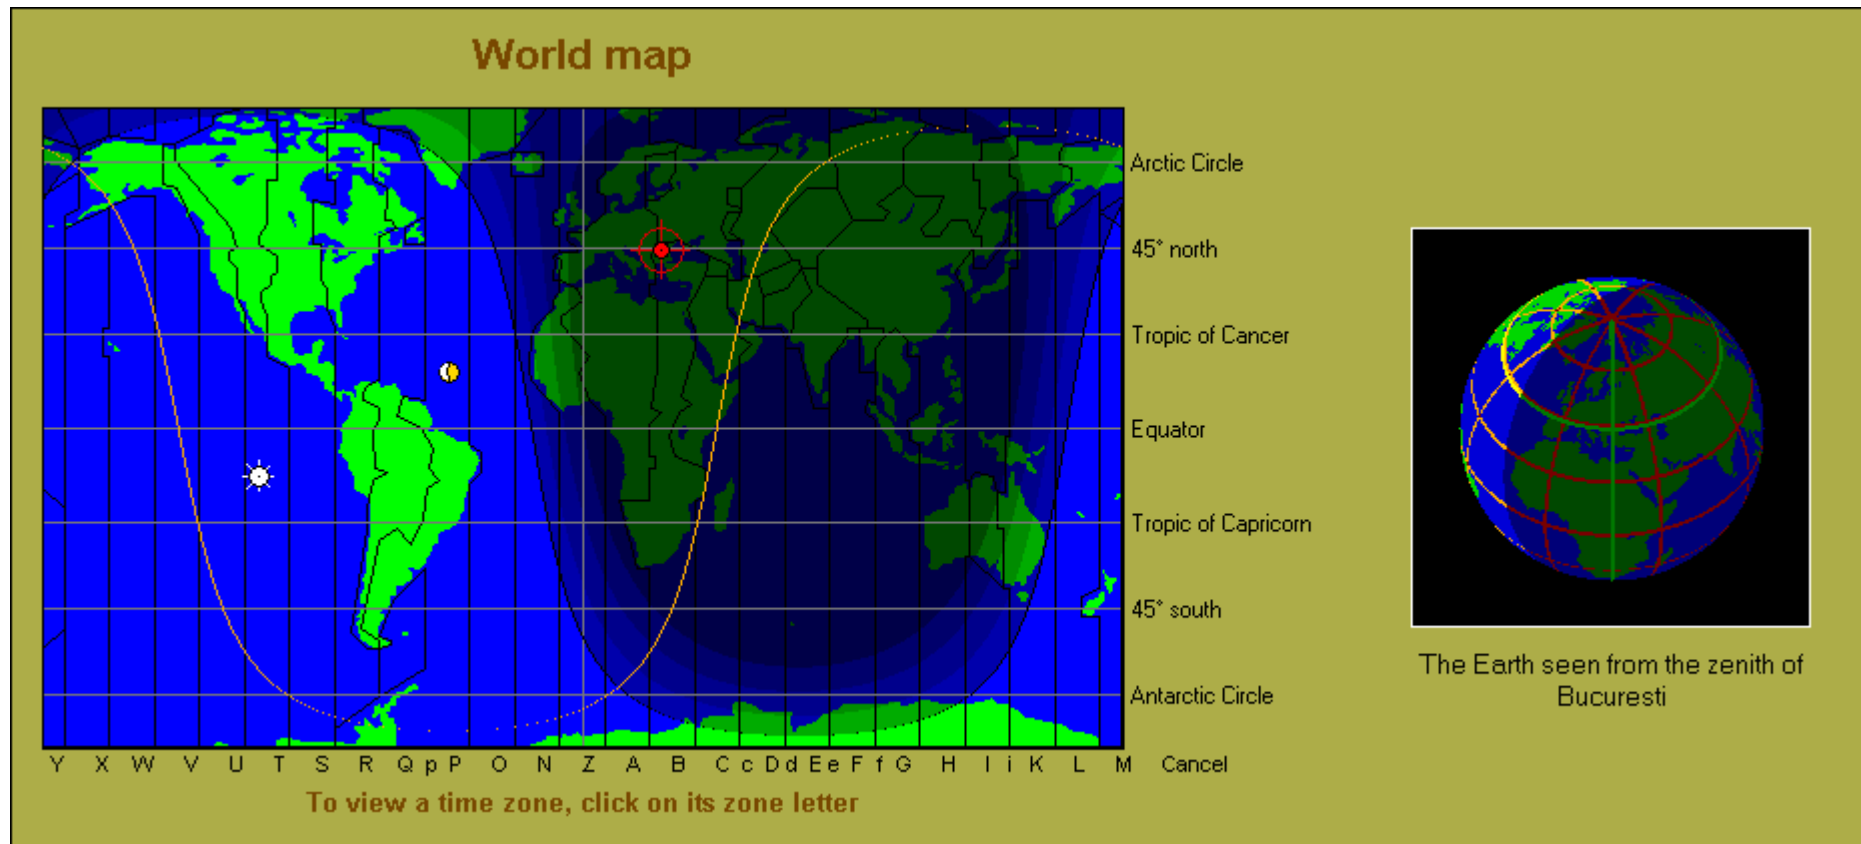 World map
Arctic Circle
45° north
Tropic of Cancer
Equator
Tropic of Capricorn
45° south
Antarctic Circle
Y X W V U T S R Q p P O N Z A B C c D d E e F f G H I i K L M Cancel
To view a time zone, click on its zone letter
The Earth seen from the zenith of
Bucuresti